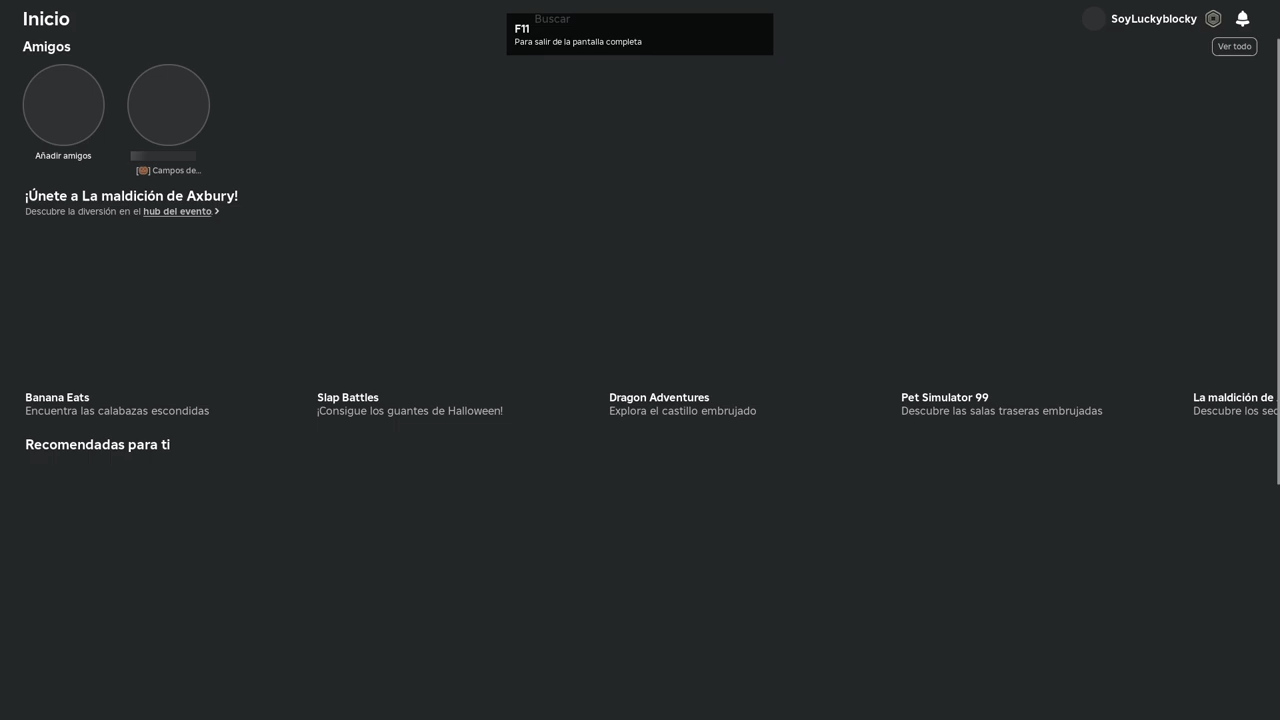 Inicio
Buscar
F11
Para salir de la pantalla completa
SoyLuckyblocky
Amigos
Ver todo
Añadir amigos
[🐻] Campos de...
¡Únete a La maldición de Axbury!
Descubre la diversión en el hub del evento
Banana Eats
Encuentra las calabazas escondidas
Slap Battles
¡Consigue los guantes de Halloween!
Dragon Adventures
Explora el castillo embrujado
Pet Simulator 99
Descubre las salas traseras embrujadas
La maldición de
Descubre los sec
Recomendadas para ti